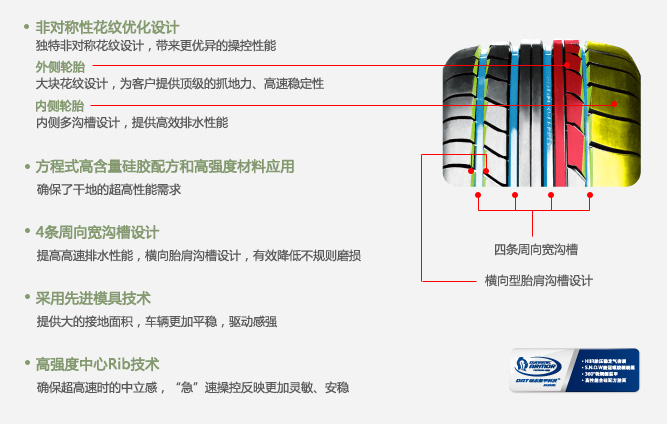 非对称性花纹优化设计
独特非对称花纹设计，带来更优异的操控性能
外侧轮胎
大块花纹设计，为客户提供顶级的抓地力、高速稳定性
内侧轮胎
内侧多沟槽设计，提供高效排水性能
方程式高含量硅胶配方和高强度材料应用
确保了干地的超高性能需求
4条周向宽沟槽设计
提高高速排水性能，横向胎肩沟槽设计，有效降低不规则磨损
采用先进模具技术
提供大的接地面积，车辆更加平稳，驱动感强
高强度中心Rib技术
确保超高速时的中立感，“急”速操控反映更加灵敏、安稳
四条周向宽沟槽
横向型胎肩沟槽设计
DYNAMIC
ARMOR